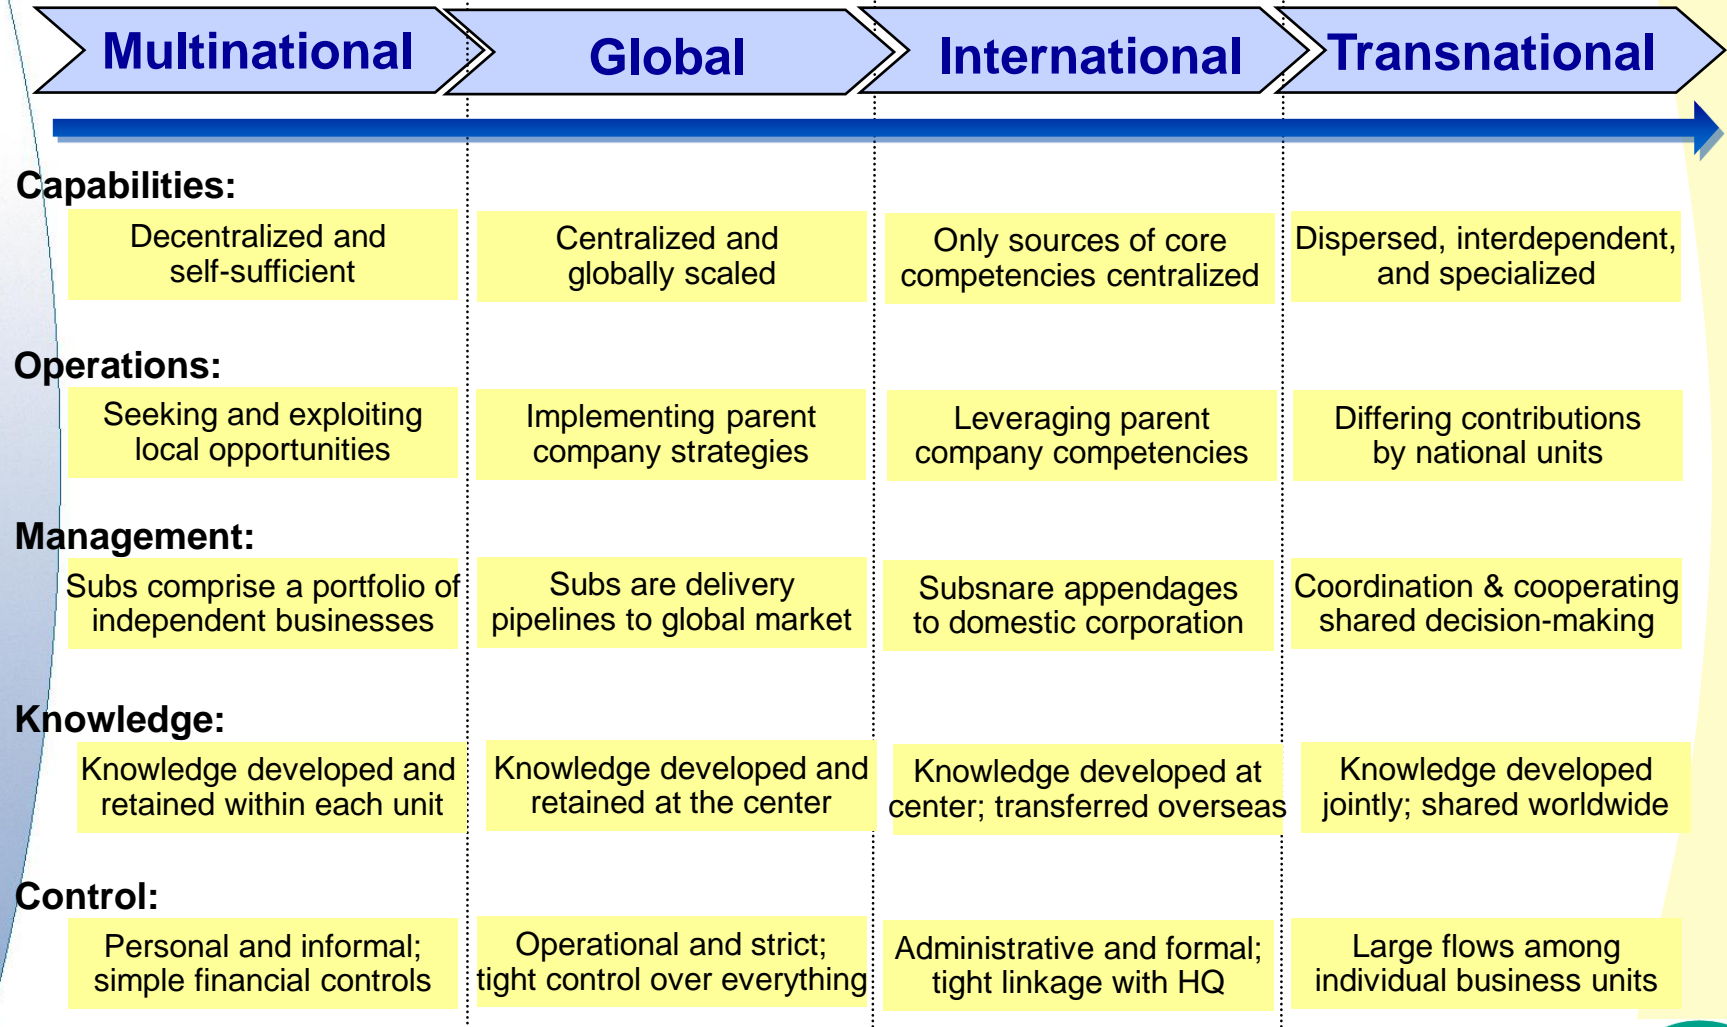 Multinational
Global
International
Transnational
Capabilities:
Decentralized and
self-sufficient
Centralized and
globally scaled
Only sources of core
competencies centralized
Dispersed, interdependent,
and specialized
Operations:
Seeking and exploiting
local opportunities
Implementing parent
company strategies
Leveraging parent
company competencies
Differing contributions
by national units
Management:
Subs comprise a portfolio of
independent businesses
Subs are delivery
pipelines to global market
Subsnare appendages
to domestic corporation
Coordination & cooperating
shared decision-making
Knowledge:
Knowledge developed and
retained within each unit
Knowledge developed and
retained at the center
Knowledge developed at
center; transferred overseas
Knowledge developed
jointly; shared worldwide
Control:
Personal and informal;
simple financial controls
Operational and strict;
tight control over everything
Administrative and formal;
tight linkage with HQ
Large flows among
individual business units